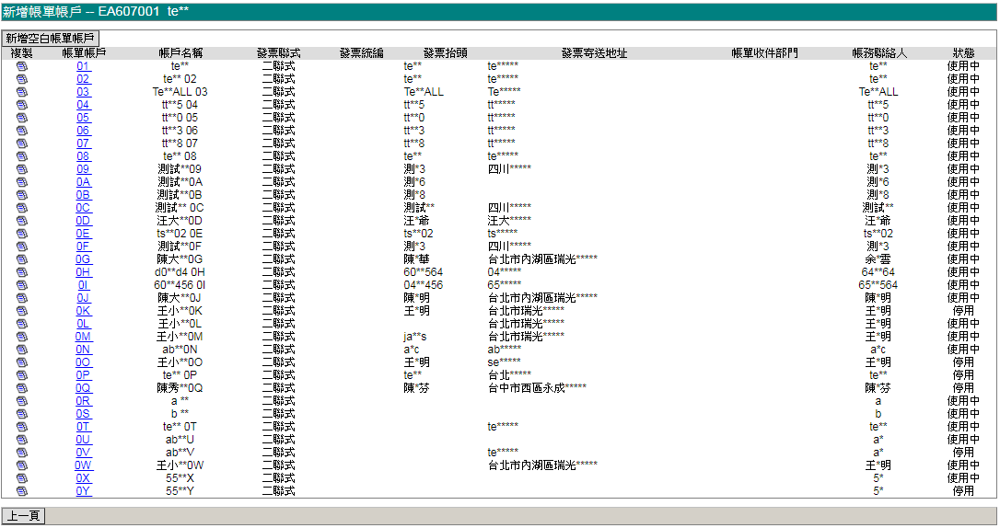 新增帳單帳戶 -- EA607001 te**
新增空白帳單帳戶
複製 帳單帳戶 帳戶名稱 發票聯式 發票統編 發票抬頭 發票寄送地址 帳單收件部門 帳務聯絡人 狀態
01 te** 二聯式 te** te***** te** 使用中
02 te** 02 二聯式 te** te***** te** 使用中
03 Te**ALL 03 二聯式 Te**ALL Te***** Te**ALL 使用中
04 tt**5 04 二聯式 tt**5 tt***** tt**5 使用中
05 tt**0 05 二聯式 tt**0 tt***** tt**0 使用中
06 tt**3 06 二聯式 tt**3 tt***** tt**3 使用中
07 tt**8 07 二聯式 tt**8 tt***** tt**8 使用中
08 te** 08 二聯式 te** te***** te** 使用中
09 測試**09 二聯式 測*3 四川***** 測*3 使用中
0A 測試**0A 二聯式 測*6 測*6 使用中
0B 測試**0B 二聯式 測*8 測*8 使用中
0C 測試** 0C 二聯式 測試** 四川***** 測試** 使用中
0D 汪大**0D 二聯式 汪*爺 汪大***** 汪*爺 使用中
0E ts**02 0E 二聯式 ts**02 ts***** ts**02 使用中
0F 測試**0F 二聯式 測*3 四川***** 測*3 使用中
0G 陳大**0G 二聯式 陳*華 台北市內湖區瑞光***** 余*雲 使用中
0H d0**d4 0H 二聯式 60**564 04***** 64**64 使用中
0I 60**456 0I 二聯式 04**456 65***** 65**564 使用中
0J 陳大**0J 二聯式 陳*明 台北市內湖區瑞光***** 陳*明 使用中
0K 王小**0K 二聯式 王*明 台北市瑞光***** 王*明 停用
0L 王小**0L 二聯式 台北市瑞光***** 王*明 使用中
0M 王小**0M 二聯式 ja**s 台北市瑞光***** 王*明 使用中
0N ab**0N 二聯式 a*c ab***** a*c 使用中
0O 王小**0O 二聯式 王*明 se***** 王*明 停用
0P te** 0P 二聯式 te** 台北***** te** 停用
0Q 陳秀**0Q 二聯式 陳*芬 台中市西區永成***** 陳*芬 停用
0R a ** 二聯式 a 使用中
0S b ** 二聯式 b 使用中
0T te** 0T 二聯式 te***** te** 使用中
0U ab**U 二聯式 a* 使用中
0V ab**V 二聯式 te***** a* 停用
0W 王小**0W 二聯式 台北市內湖區瑞光***** 王*明 使用中
0X 55**X 二聯式 5* 使用中
0Y 55**Y 二聯式 5* 停用
上一頁